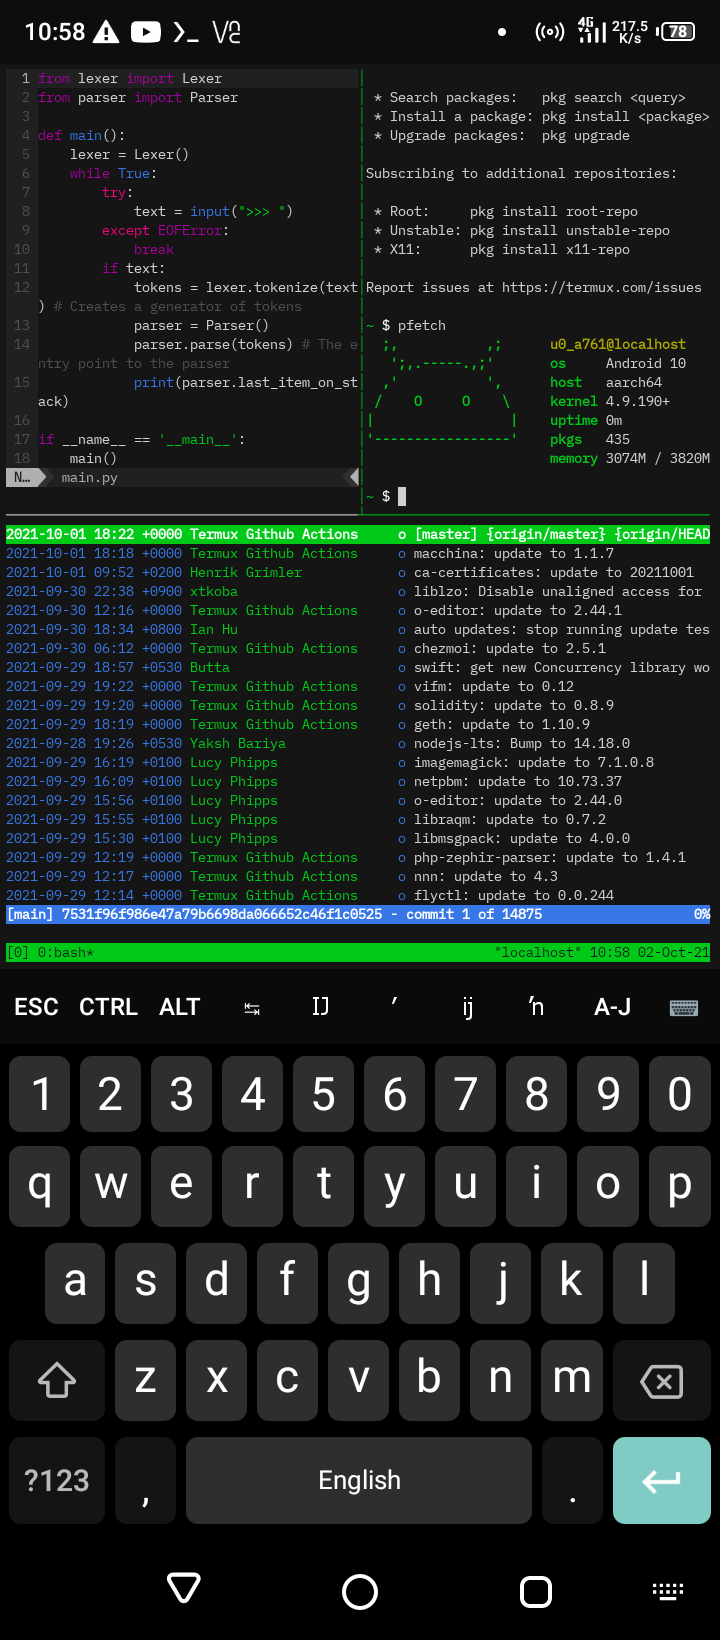 10:58 4G 217.5 K/s 78
1 from lexer import Lexer
2 from parser import Parser
3
4 def main():
5     lexer = Lexer()
6     while True:
7         try:
8             text = input(">>> ")
9         except EOFError:
10             break
11         if text:
12             tokens = lexer.tokenize(text
) # Creates a generator of tokens
13             parser = Parser()
14             parser.parse(tokens) # The e
ntry point to the parser
15             print(parser.last_item_on_st
ack)
16
17 if __name__ == '__main__':
18     main()
N… main.py
* Search packages:   pkg search <query>
* Install a package: pkg install <package>
* Upgrade packages:  pkg upgrade
Subscribing to additional repositories:
* Root:     pkg install root-repo
* Unstable: pkg install unstable-repo
* X11:      pkg install x11-repo
Report issues at https://termux.com/issues
~ $ pfetch
u0_a761@localhost
os Android 10
host aarch64
kernel 4.9.190+
uptime 0m
pkgs 435
memory 3074M / 3820M
~ $
2021-10-01 18:22 +0000 Termux Github Actions o [master] {origin/master} {origin/HEAD
2021-10-01 18:18 +0000 Termux Github Actions o macchina: update to 1.1.7
2021-10-01 09:52 +0200 Henrik Grimler o ca-certificates: update to 20211001
2021-09-30 22:38 +0900 xtkoba o liblzo: Disable unaligned access for
2021-09-30 12:16 +0000 Termux Github Actions o o-editor: update to 2.44.1
2021-09-30 18:34 +0800 Ian Hu o auto updates: stop running update tes
2021-09-30 06:12 +0000 Termux Github Actions o chezmoi: update to 2.5.1
2021-09-29 18:57 +0530 Butta o swift: get new Concurrency library wo
2021-09-29 19:22 +0000 Termux Github Actions o vifm: update to 0.12
2021-09-29 19:20 +0000 Termux Github Actions o solidity: update to 0.8.9
2021-09-29 18:19 +0000 Termux Github Actions o geth: update to 1.10.9
2021-09-28 19:26 +0530 Yaksh Bariya o nodejs-lts: Bump to 14.18.0
2021-09-29 16:19 +0100 Lucy Phipps o imagemagick: update to 7.1.0.8
2021-09-29 16:09 +0100 Lucy Phipps o netpbm: update to 10.73.37
2021-09-29 15:56 +0100 Lucy Phipps o o-editor: update to 2.44.0
2021-09-29 15:55 +0100 Lucy Phipps o libraqm: update to 0.7.2
2021-09-29 15:30 +0100 Lucy Phipps o libmsgpack: update to 4.0.0
2021-09-29 12:19 +0000 Termux Github Actions o php-zephir-parser: update to 1.4.1
2021-09-29 12:17 +0000 Termux Github Actions o nnn: update to 4.3
2021-09-29 12:14 +0000 Termux Github Actions o flyctl: update to 0.0.244
[main] 7531f96f986e47a79b6698da066652c46f1c0525 - commit 1 of 14875 0%
[0] 0:bash* "localhost" 10:58 02-Oct-21
ESC CTRL ALT ↹ IJ ′ ij ŉ A-J
1 2 3 4 5 6 7 8 9 0
q w e r t y u i o p
a s d f g h j k l
z x c v b n m
?123 , English .